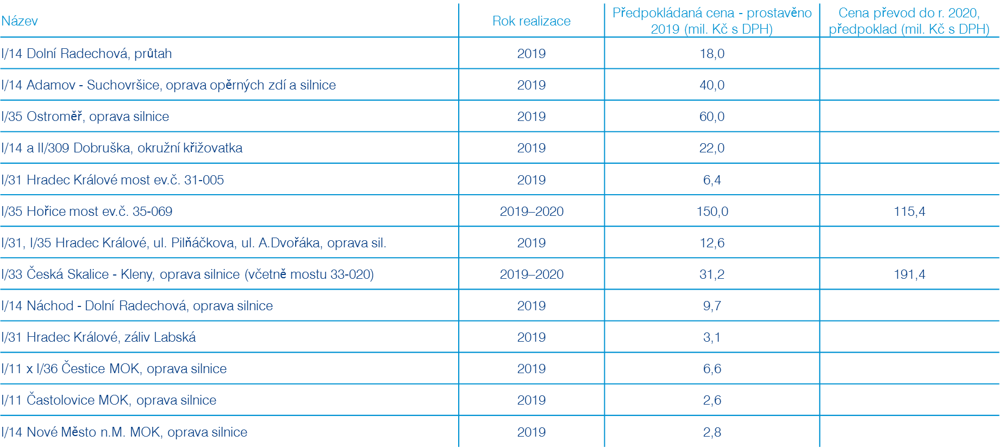 Název Rok realizace Předpokládaná cena - prostavěno Cena převod do r. 2020,
2019 (mil. Kč s DPH) předpoklad (mil. Kč s DPH)
I/14 Dolní Radechová, průtah 2019 18,0
I/14 Adamov - Suchovršice, oprava opěrných zdí a silnice 2019 40,0
I/35 Ostroměř, oprava silnice 2019 60,0
I/14 a II/309 Dobruška, okružní křižovatka 2019 22,0
I/31 Hradec Králové most ev.č. 31-005 2019 6,4
I/35 Hořice most ev.č. 35-069 2019–2020 150,0 115,4
I/31, I/35 Hradec Králové, ul. Pilňáčkova, ul. A.Dvořáka, oprava sil. 2019 12,6
I/33 Česká Skalice - Kleny, oprava silnice (včetně mostu 33-020) 2019–2020 31,2 191,4
I/14 Náchod - Dolní Radechová, oprava silnice 2019 9,7
I/31 Hradec Králové, záliv Labská 2019 3,1
I/11 x I/36 Čestice MOK, oprava silnice 2019 6,6
I/11 Častolovice MOK, oprava silnice 2019 2,6
I/14 Nové Město n.M. MOK, oprava silnice 2019 2,8